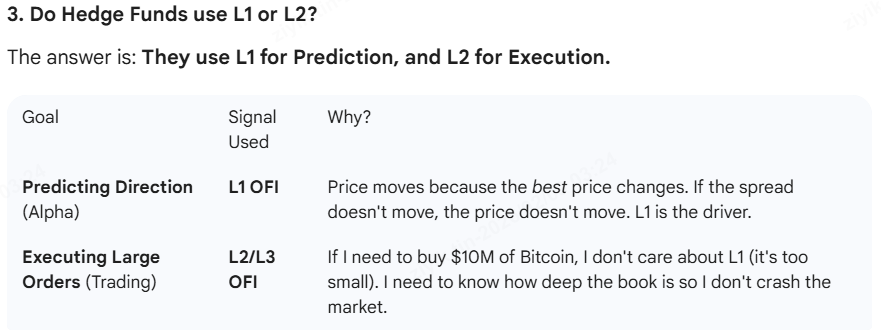 3. Do Hedge Funds use L1 or L2?
The answer is: They use L1 for Prediction, and L2 for Execution.
Goal
Signal
Used
Why?
Predicting Direction
(Alpha)
L1 OFI
Price moves because the best price changes. If the spread
doesn't move, the price doesn't move. L1 is the driver.
Executing Large
Orders (Trading)
L2/L3
OFI
If I need to buy $10M of Bitcoin, I don't care about L1 (it's too
small). I need to know how deep the book is so I don't crash the
market.